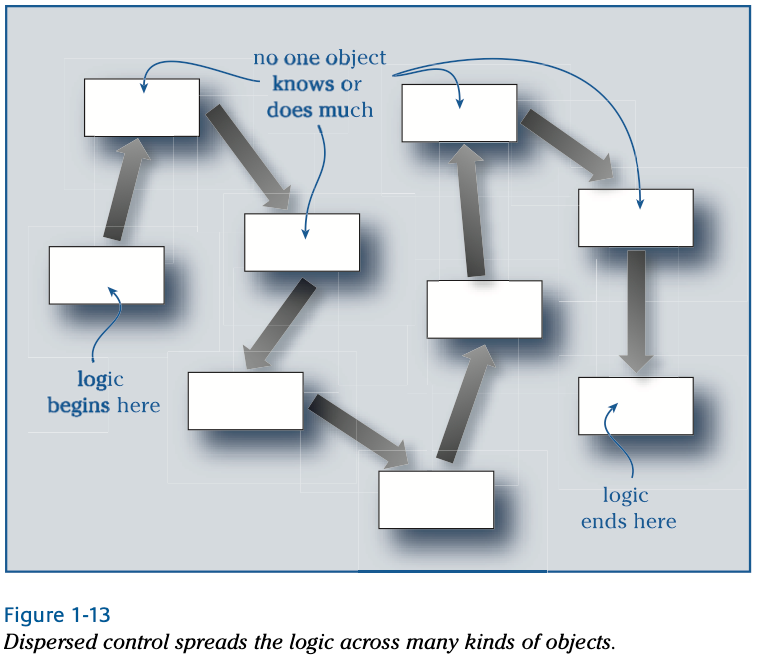 no one object
knows or
does much
logic
begins here
logic
ends here
Figure 1-13
Dispersed control spreads the logic across many kinds of objects.